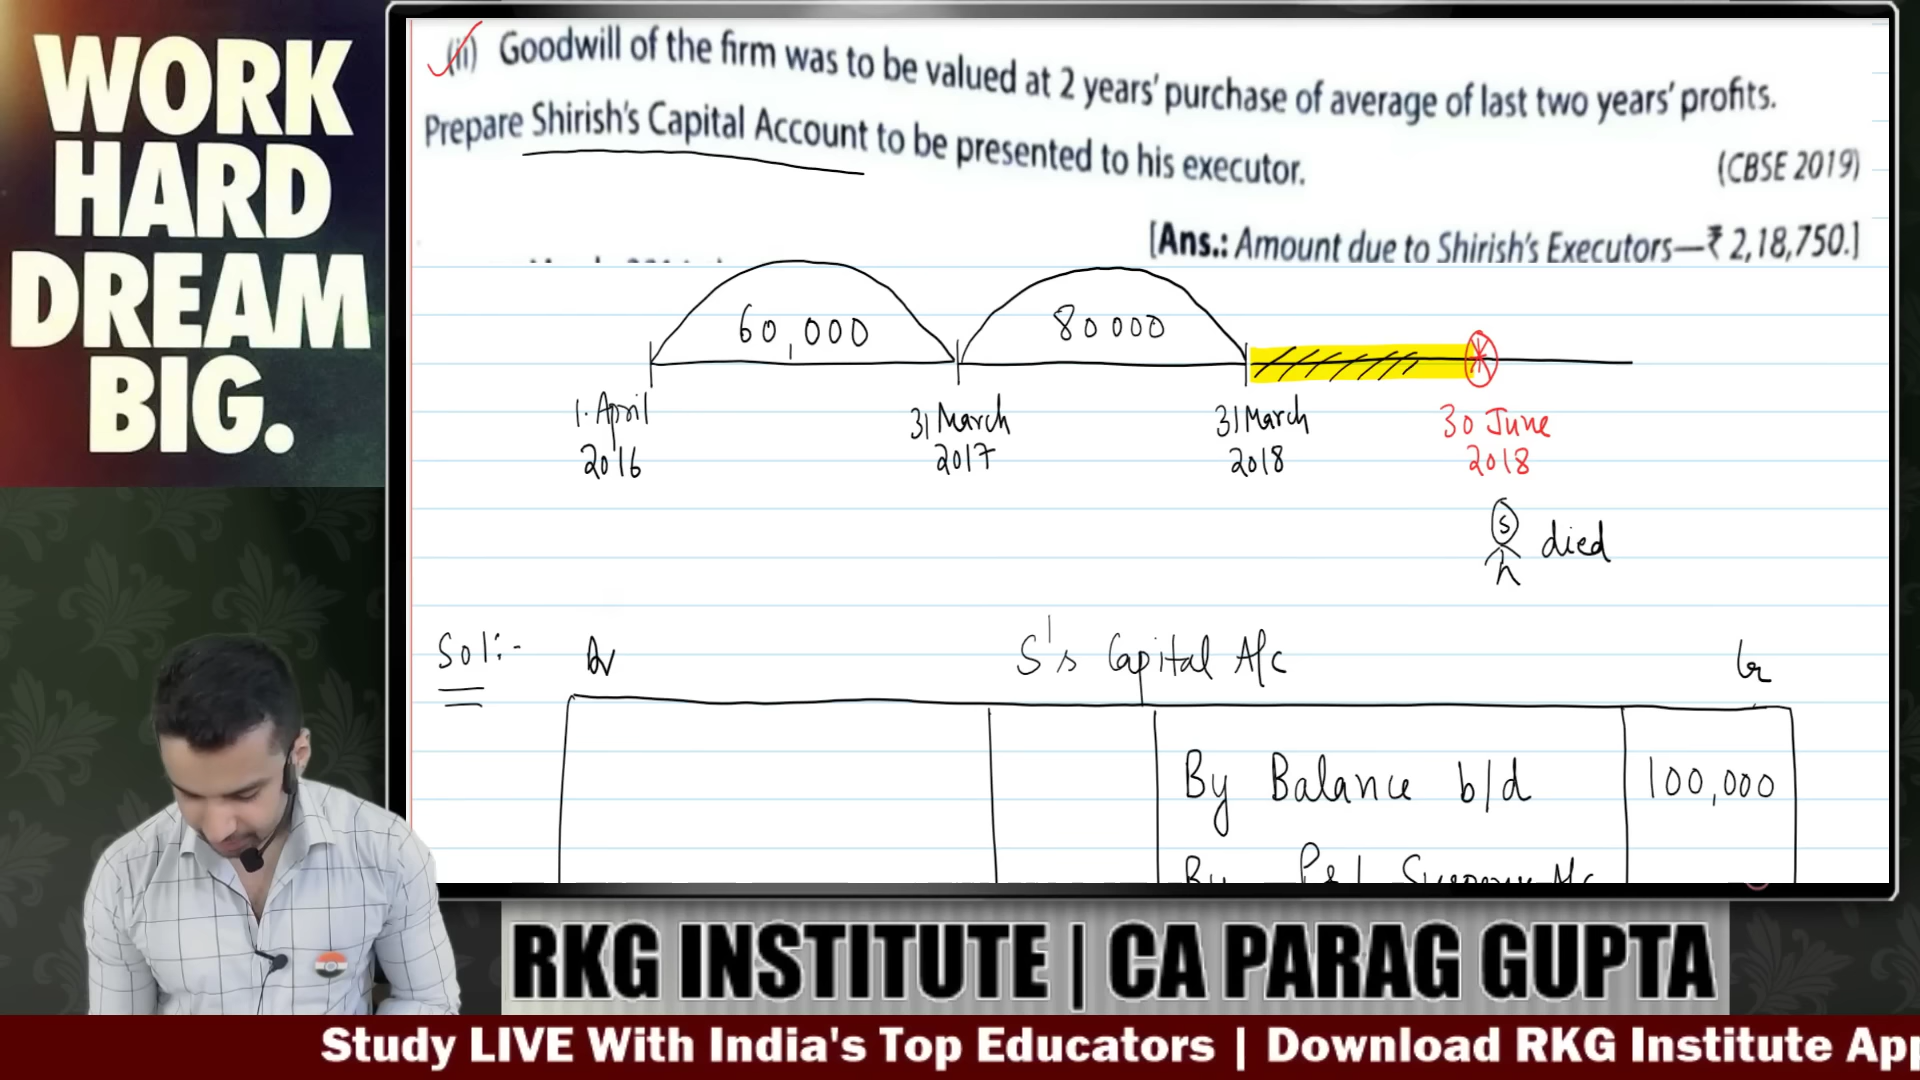 WORK
HARD
DREAM
BIG.
(ii) Goodwill of the firm was to be valued at 2 years' purchase of average of last two years' profits.
Prepare Shirish's Capital Account to be presented to his executor.
(CBSE 2019)
[Ans.: Amount due to Shirish's Executors—₹ 2,18,750.]
60,000 80000
1. April 2016
31 March 2017
31 March 2018
30 June 2018
S died
Sol:- Dr S's Capital A/c Cr
By Balance b/d 100,000
By P&L Suspense A/c
RKG INSTITUTE | CA PARAG GUPTA
Study LIVE With India's Top Educators | Download RKG Institute App